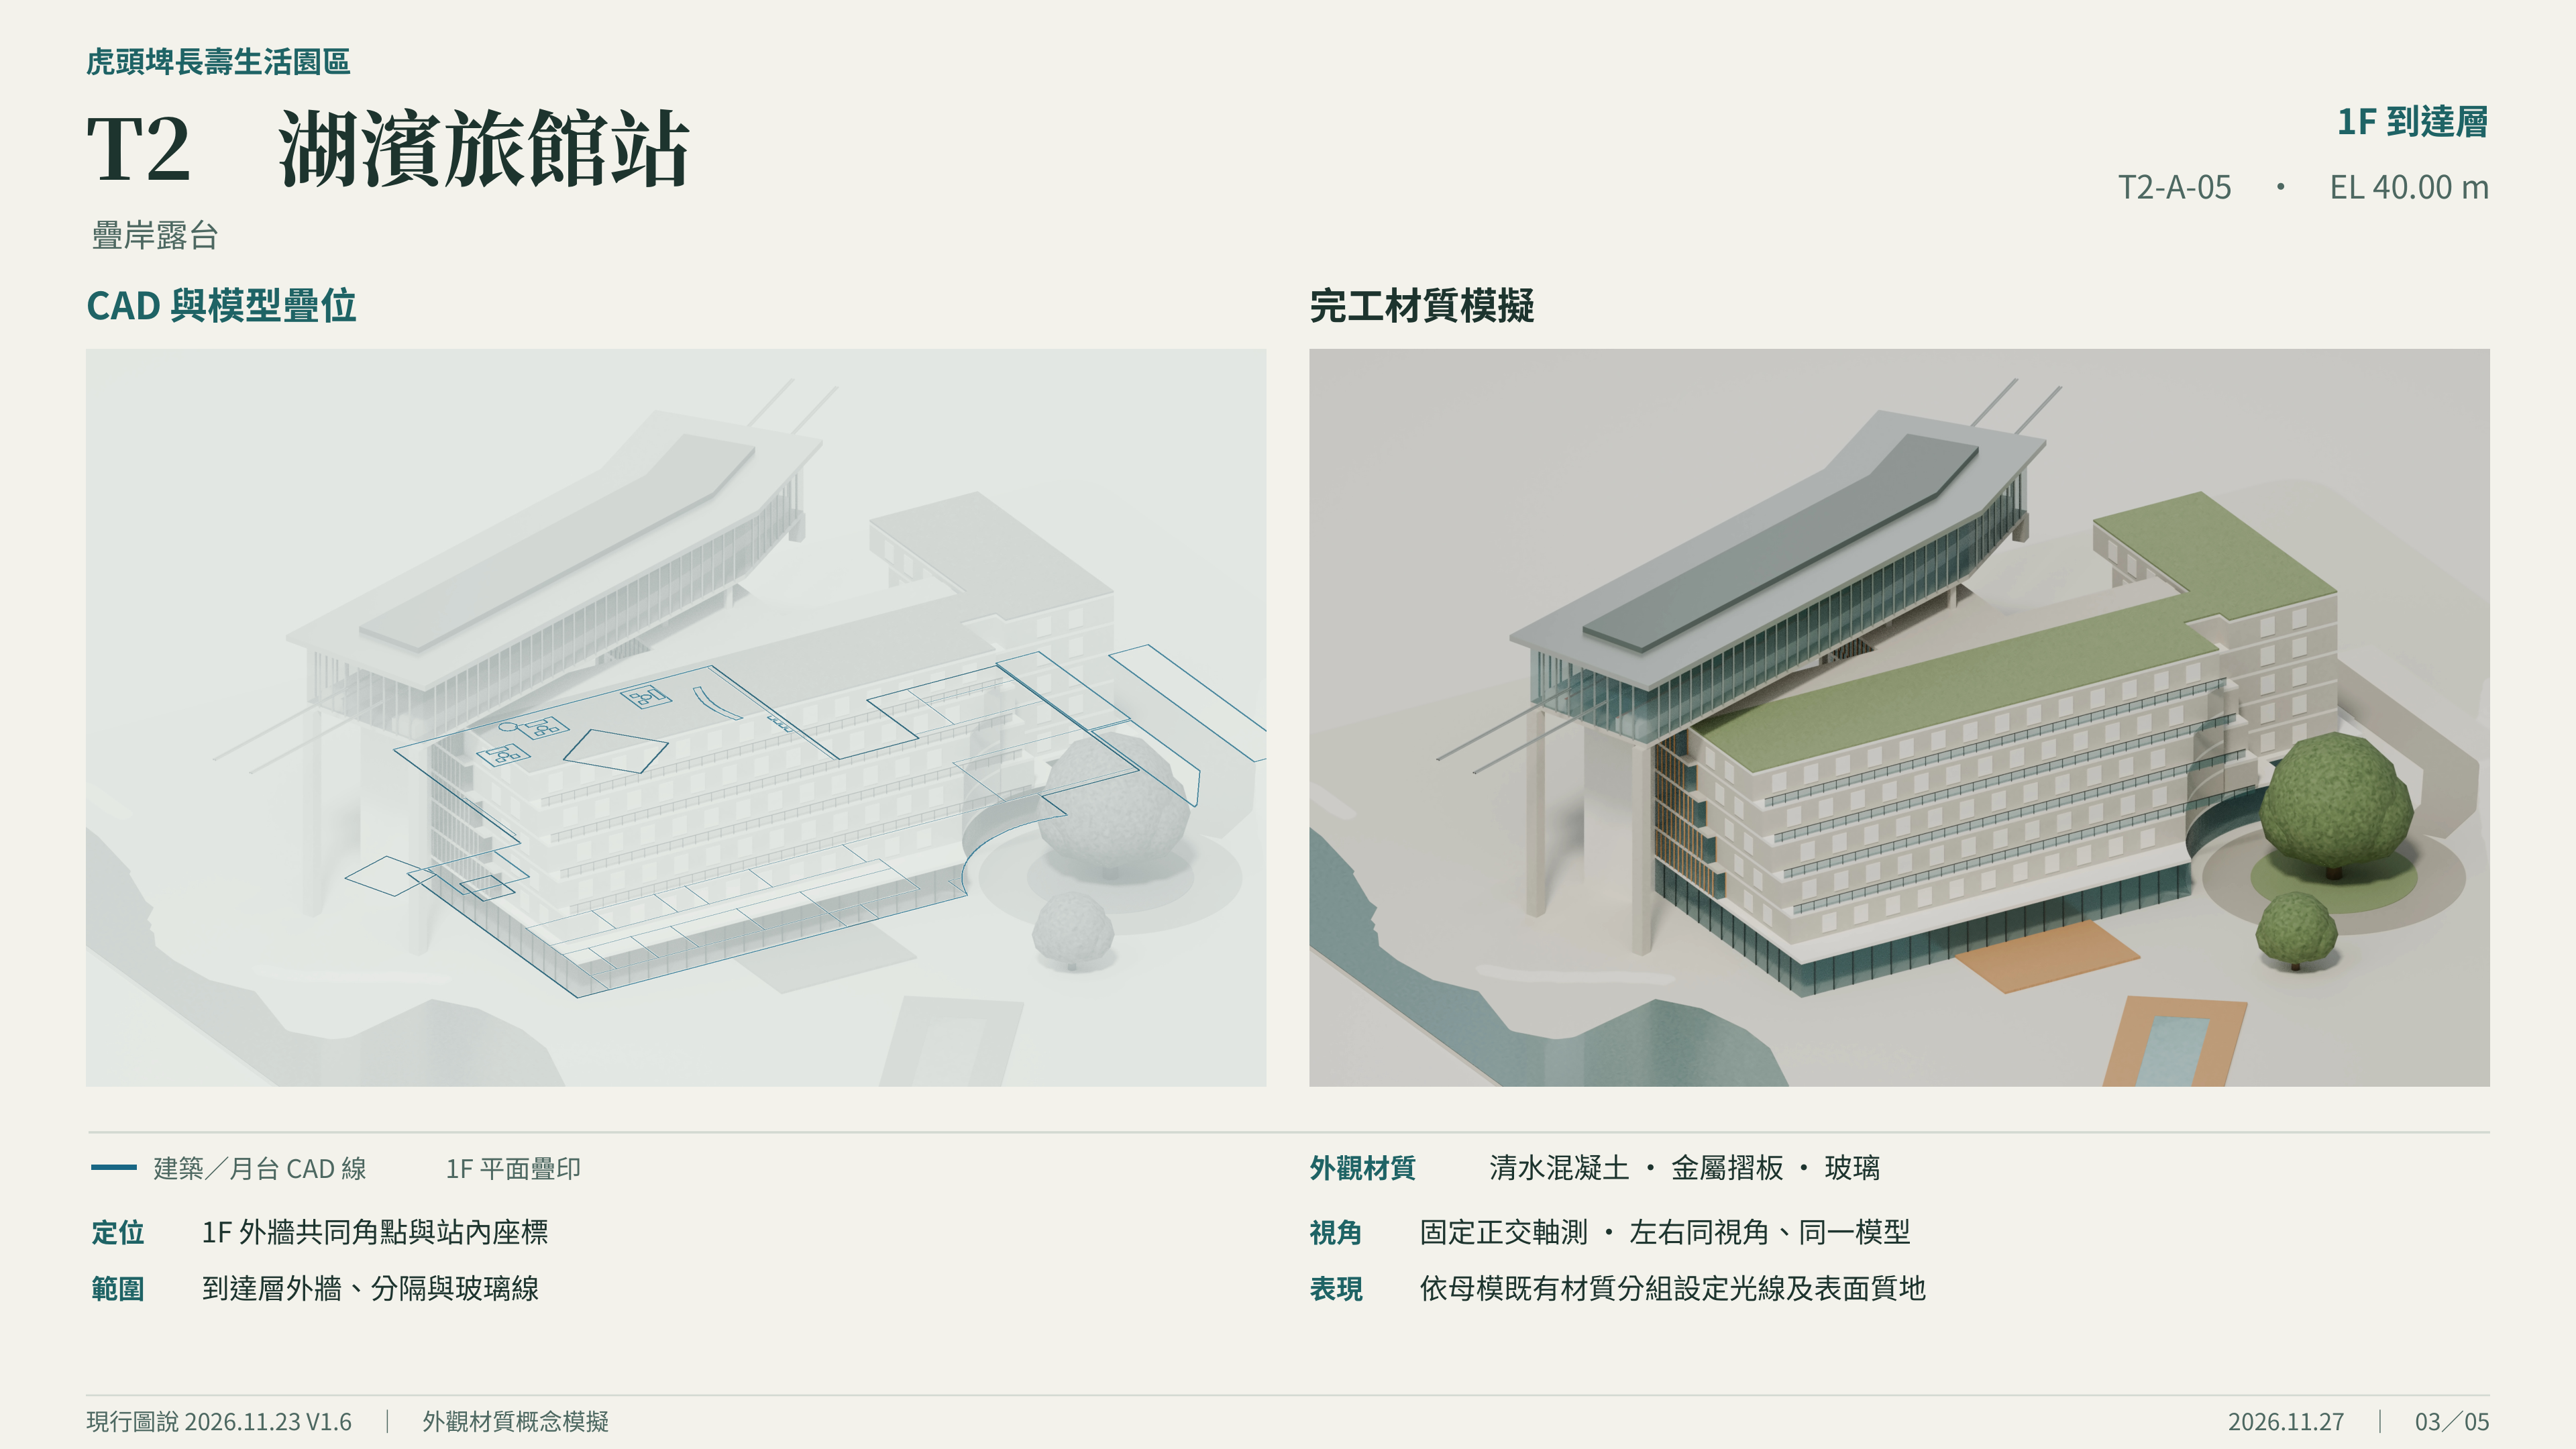 虎頭埤長壽生活園區
T2 湖濱旅館站
疊岸露台
1F 到達層
T2-A-05 ・ EL 40.00 m
CAD 與模型疊位
完工材質模擬
建築／月台 CAD 線 1F 平面疊印
定位 1F 外牆共同角點與站內座標
範圍 到達層外牆、分隔與玻璃線
外觀材質 清水混凝土 ・ 金屬摺板 ・ 玻璃
視角 固定正交軸測 ・ 左右同視角、同一模型
表現 依母模既有材質分組設定光線及表面質地
現行圖說 2026.11.23 V1.6 ｜ 外觀材質概念模擬
2026.11.27 ｜ 03／05